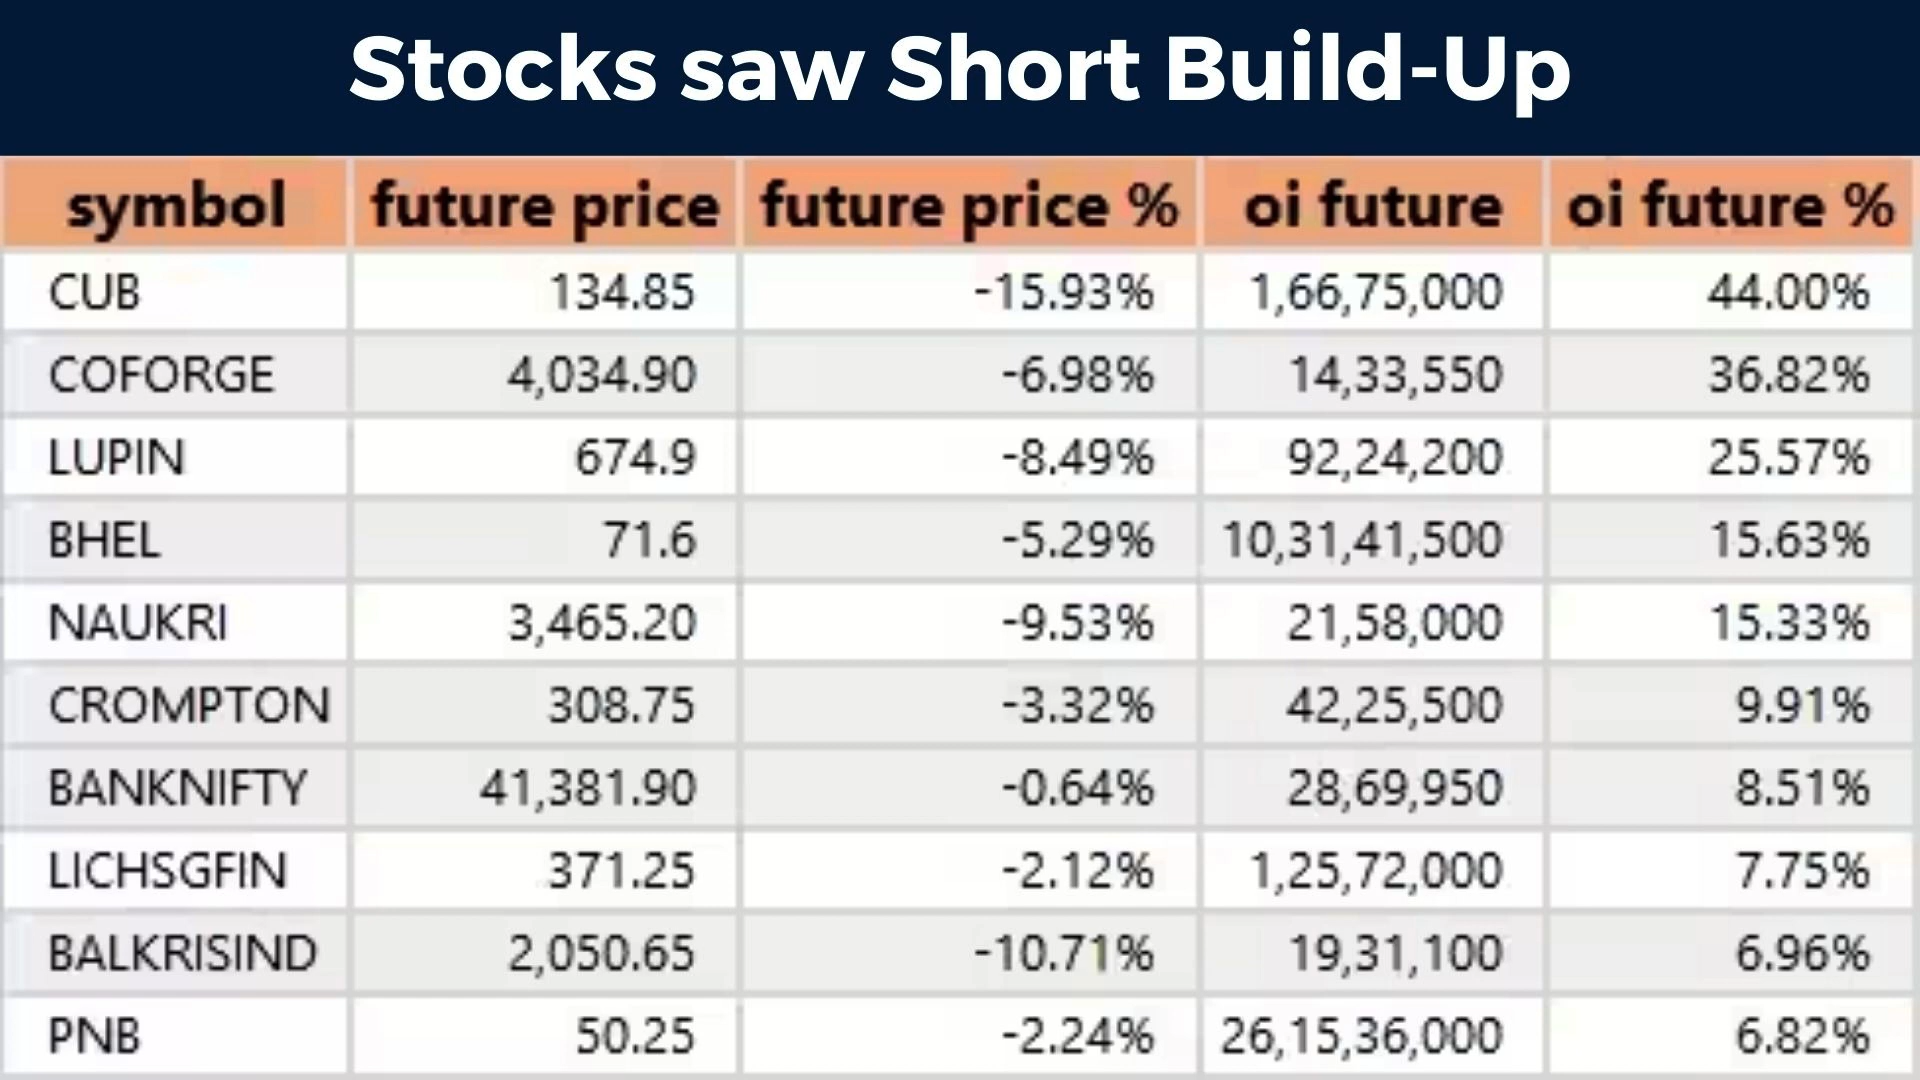 Stocks saw Short Build-Up
symbol future price future price % oi future oi future %
CUB 134.85 -15.93% 1,66,75,000 44.00%
COFORGE 4,034.90 -6.98% 14,33,550 36.82%
LUPIN 674.9 -8.49% 92,24,200 25.57%
BHEL 71.6 -5.29% 10,31,41,500 15.63%
NAUKRI 3,465.20 -9.53% 21,58,000 15.33%
CROMPTON 308.75 -3.32% 42,25,500 9.91%
BANKNIFTY 41,381.90 -0.64% 28,69,950 8.51%
LICHSGFIN 371.25 -2.12% 1,25,72,000 7.75%
BALKRISIND 2,050.65 -10.71% 19,31,100 6.96%
PNB 50.25 -2.24% 26,15,36,000 6.82%